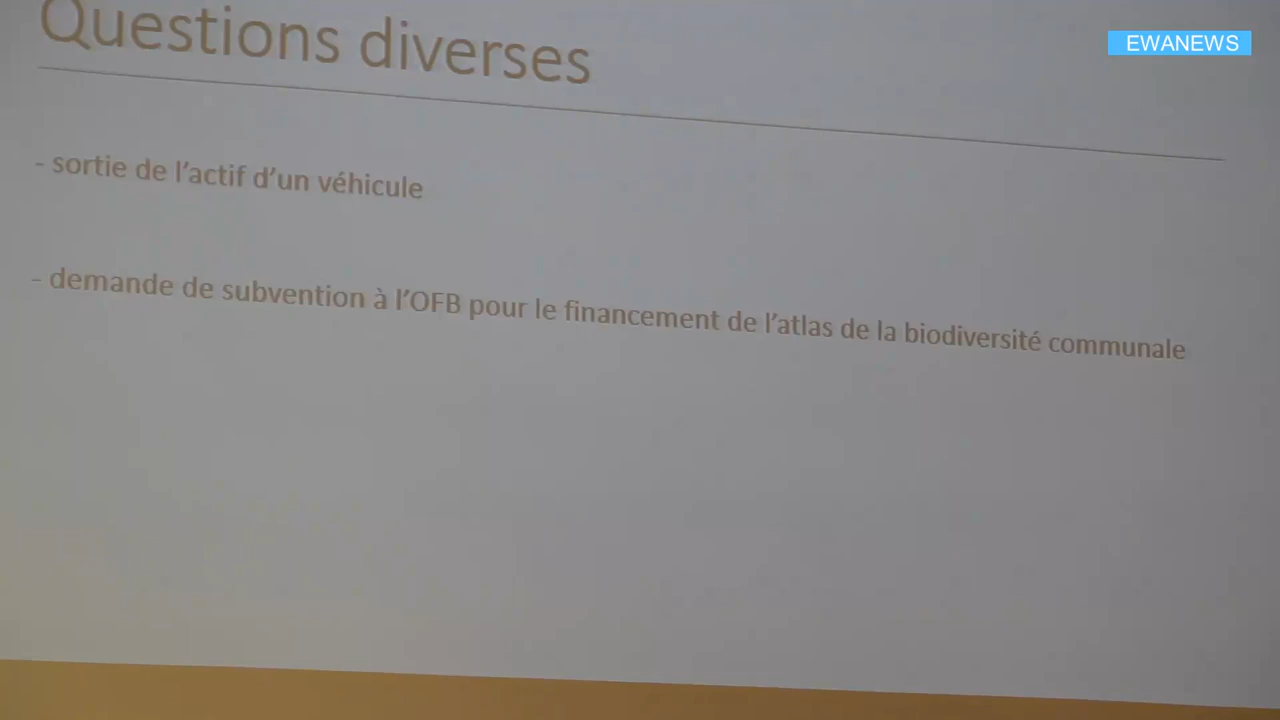 Questions diverses
EWANEWS
- sortie de l'actif d'un véhicule
- demande de subvention à l'OFB pour le financement de l'atlas de la biodiversité communale